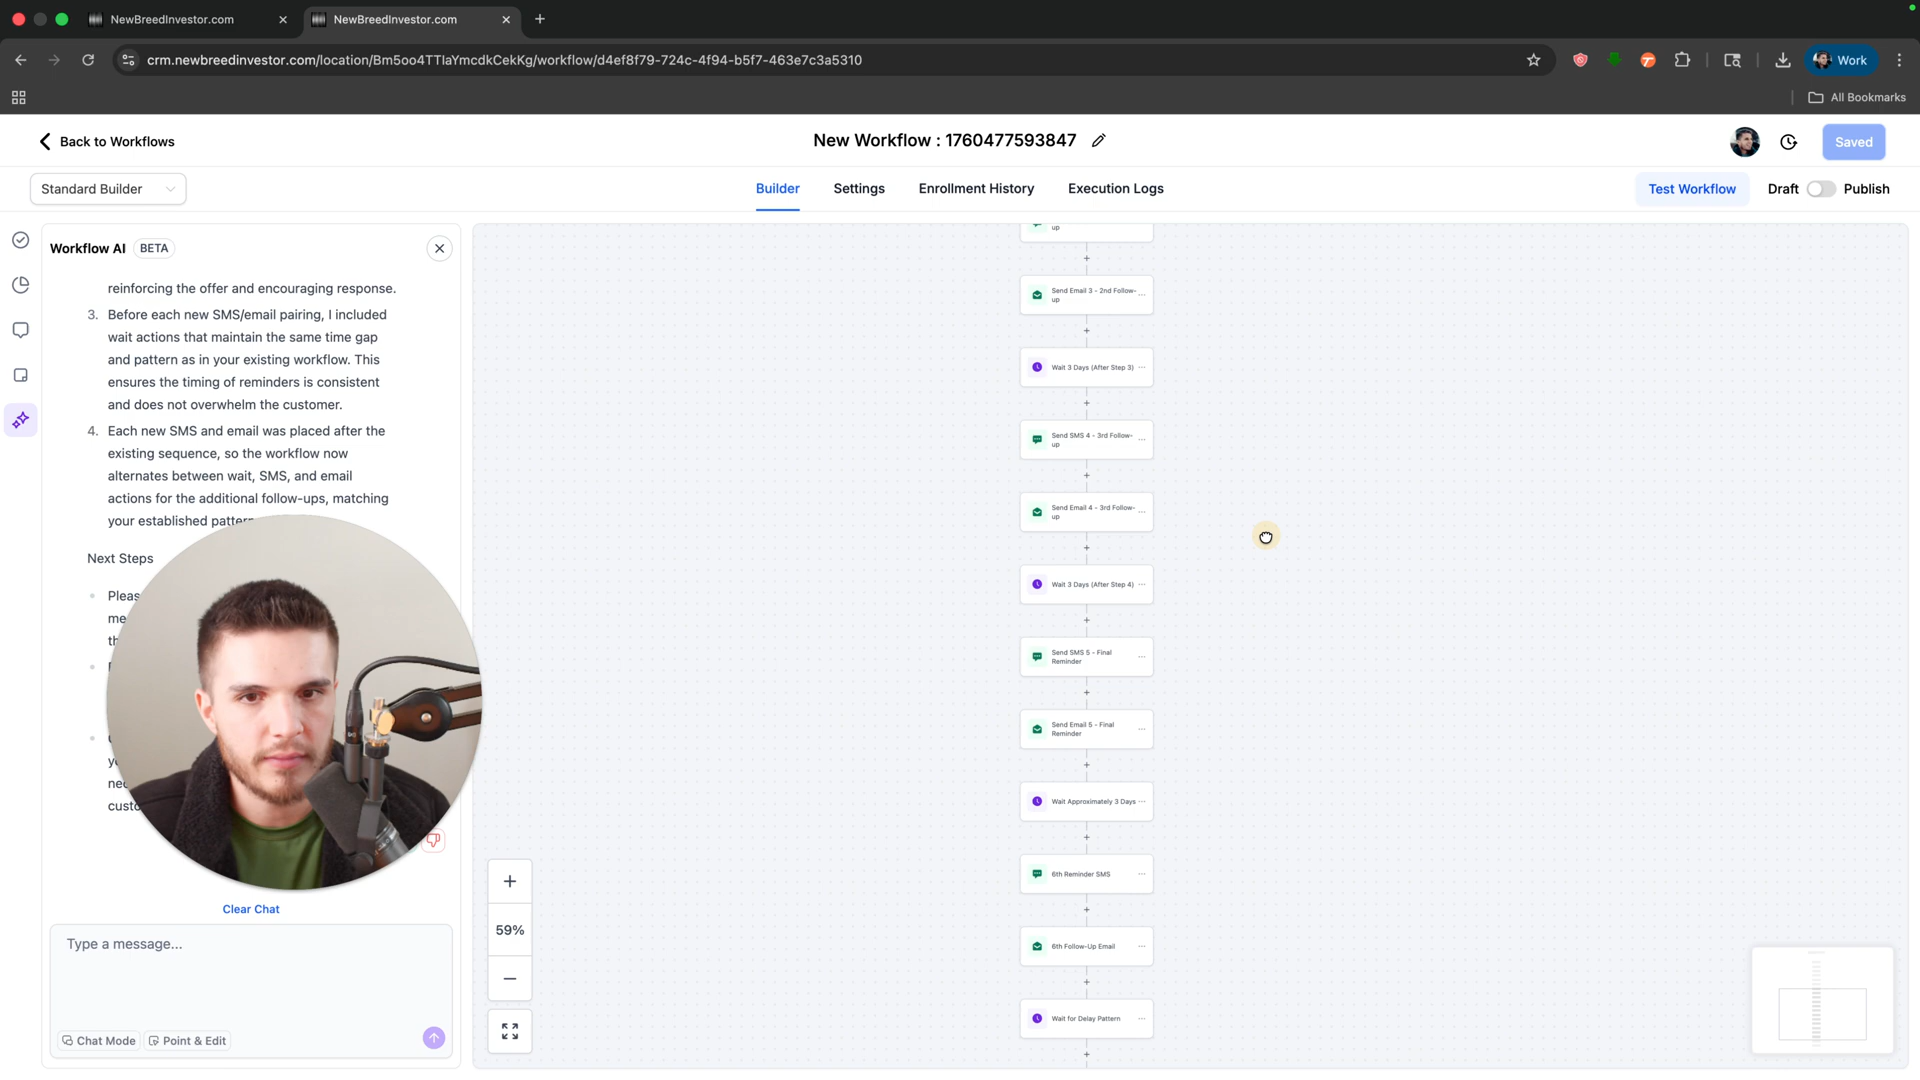 NewBreedInvestor.com
NewBreedInvestor.com
crm.newbreedinvestor.com/location/Bm5oo4TTIaYmcdkCekKg/workflow/d4ef8f79-724c-4f94-b5f7-463e7c3a5310
Work
All Bookmarks
Back to Workflows
New Workflow : 1760477593847
Saved
Standard Builder
Builder
Settings
Enrollment History
Execution Logs
Test Workflow
Draft
Publish
Workflow AI
BETA
reinforcing the offer and encouraging response.
3. Before each new SMS/email pairing, I included
wait actions that maintain the same time gap
and pattern as in your existing workflow. This
ensures the timing of reminders is consistent
and does not overwhelm the customer.
4. Each new SMS and email was placed after the
existing sequence, so the workflow now
alternates between wait, SMS, and email
actions for the additional follow-ups, matching
your established
Next Steps
Clear Chat
Type a message...
Chat Mode
Point & Edit
up
Send Email 3 - 2nd Follow-
up
Wait 3 Days (After Step 3)
Send SMS 4 - 3rd Follow-
up
Send Email 4 - 3rd Follow-
up
Wait 3 Days (After Step 4)
Send SMS 5 - Final
Reminder
Send Email 5 - Final
Reminder
Wait Approximately 3 Days
6th Reminder SMS
6th Follow-Up Email
Wait for Delay Pattern
59%